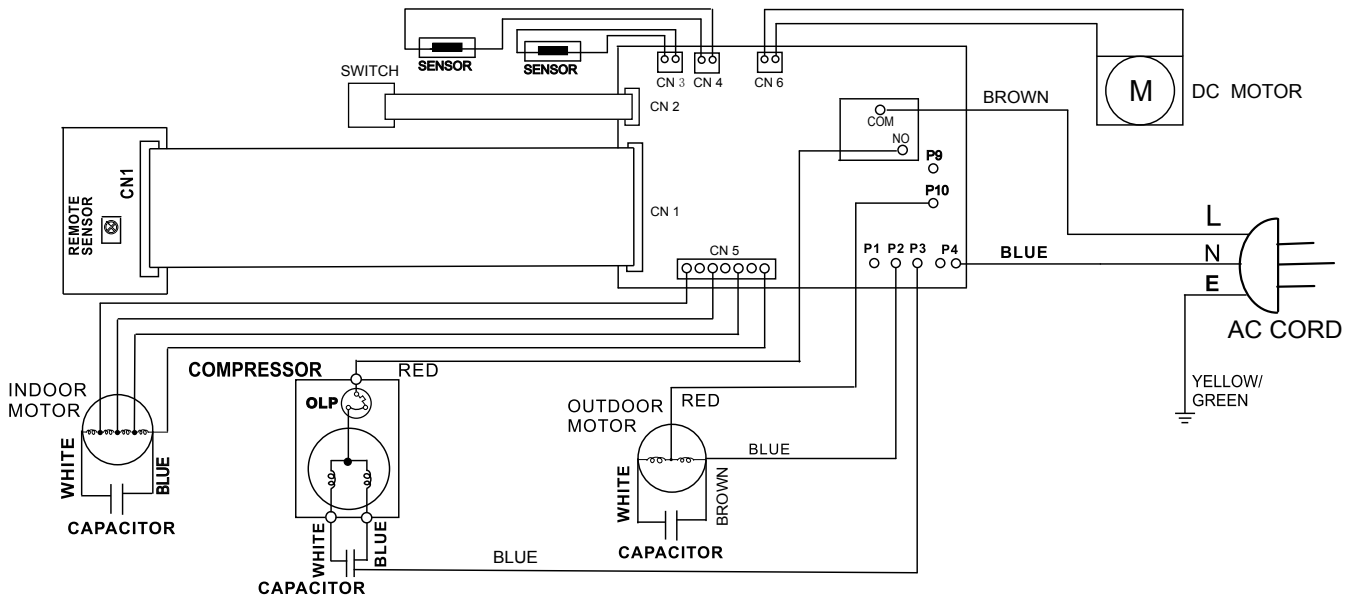 SENSOR
SENSOR
SWITCH
CN 3
CN 4
CN 6
CN 2
M
DC MOTOR
BROWN
COM
NO
P9
P10
REMOTE
SENSOR
CN1
CN 1
CN 5
P1
P2
P3
P4
BLUE
L
N
E
AC CORD
YELLOW/
GREEN
INDOOR
MOTOR
WHITE
BLUE
CAPACITOR
COMPRESSOR
RED
OLP
WHITE
BLUE
CAPACITOR
BLUE
OUTDOOR
MOTOR
RED
BLUE
WHITE
BROWN
CAPACITOR